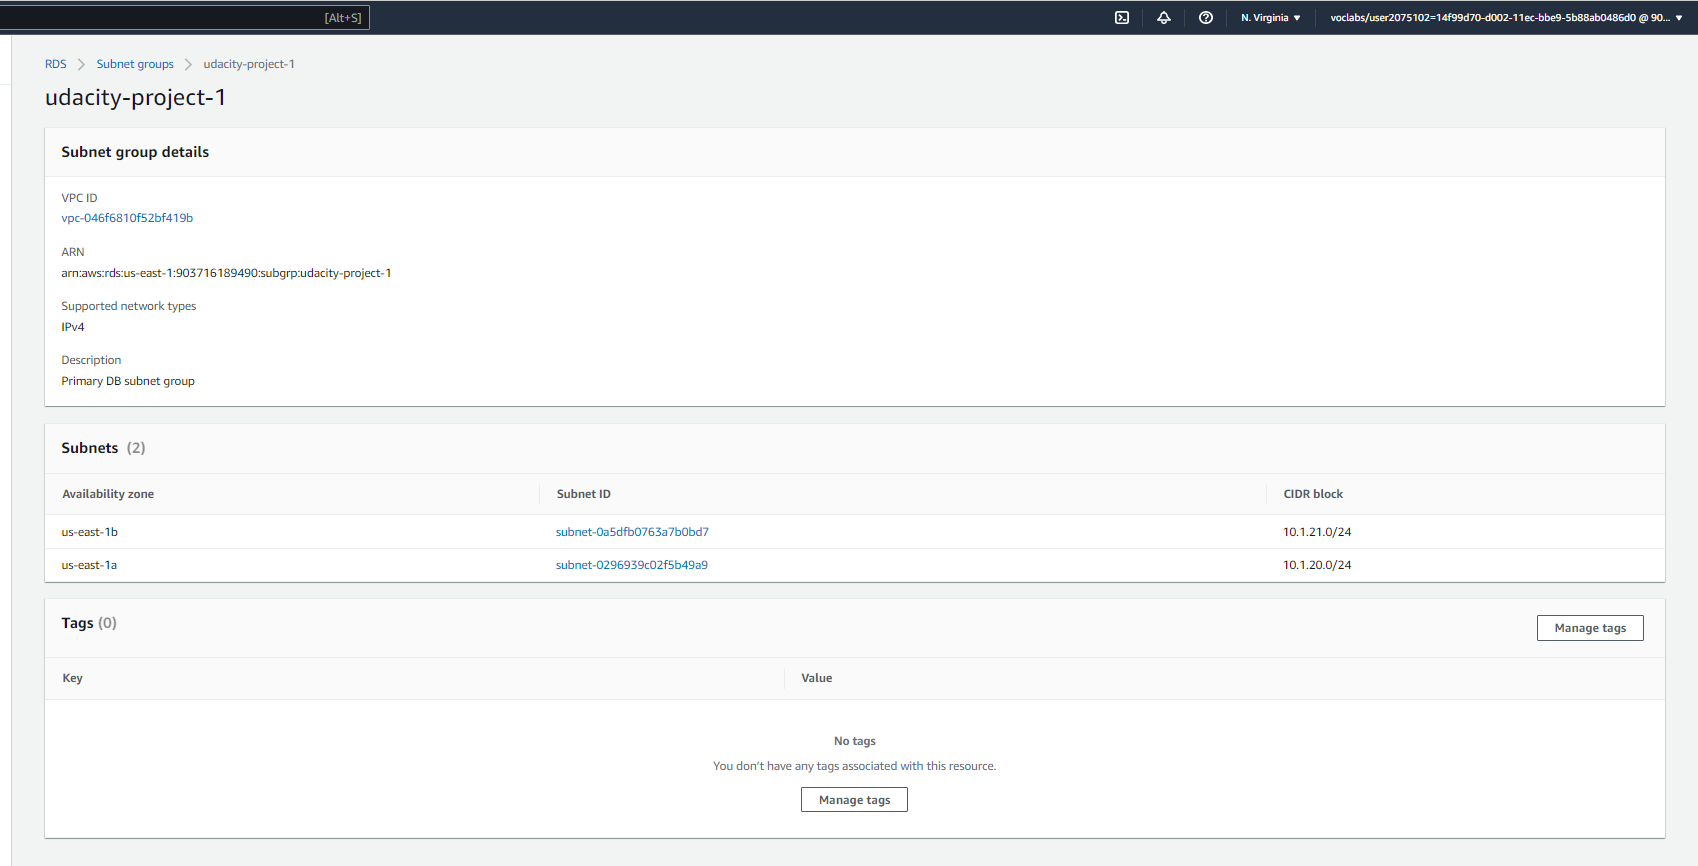 [Alt+S]
N. Virginia
voclabs/user2075102=14f99d70-d002-11ec-bbe9-5b88ab0486d0 @ 90...
RDS
Subnet groups
udacity-project-1
udacity-project-1
Subnet group details
VPC ID
vpc-046f6810f52bf419b
ARN
arn:aws:rds:us-east-1:903716189490:subgrp:udacity-project-1
Supported network types
IPv4
Description
Primary DB subnet group
Subnets (2)
Availability zone Subnet ID CIDR block
us-east-1b subnet-0a5dfb0763a7b0bd7 10.1.21.0/24
us-east-1a subnet-0296939c02f5b49a9 10.1.20.0/24
Tags (0)
Manage tags
Key Value
No tags
You don't have any tags associated with this resource.
Manage tags